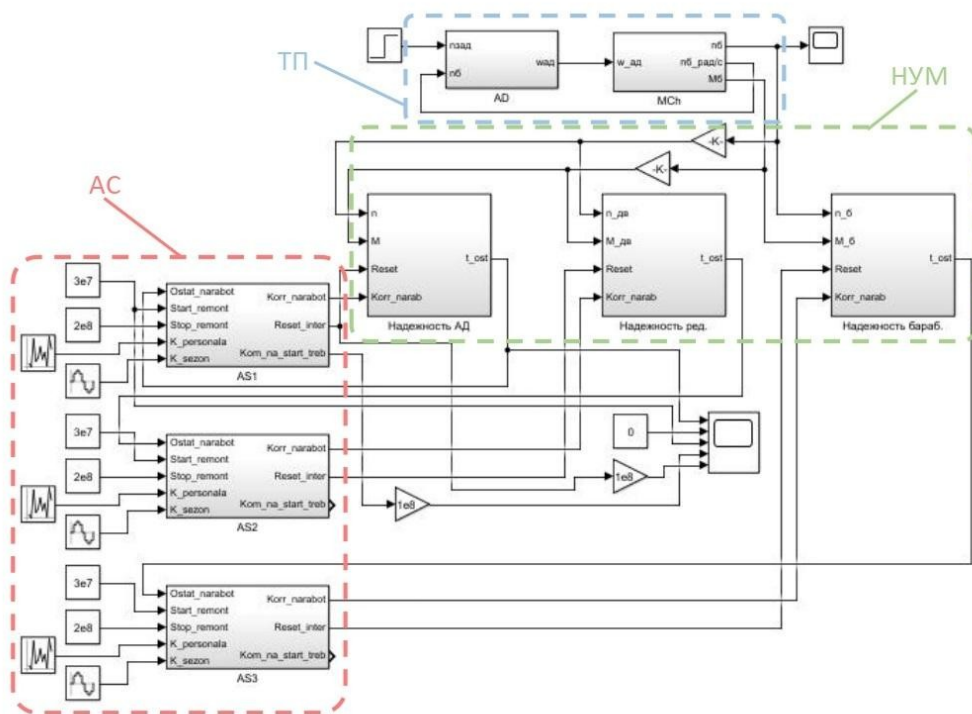 ТП
nзад
nб
wад
AD
w_ад
nб
nб_рад/с
Mб
MCh
НУМ
-K-
-K-
АС
n
M
Reset
Korr_narab
t_ost
Надежность АД
n_дв
M_дв
Reset
Korr_narab
t_ost
Надежность ред.
n_б
M_б
Reset
Korr_narab
t_ost
Надежность бараб.
3e7
2e8
Ostat_narabot
Start_remont
Stop_remont
K_personala
K_sezon
Korr_narabot
Reset_inter
Kom_na_start_treb
AS1
3e7
2e8
Ostat_narabot
Start_remont
Stop_remont
K_personala
K_sezon
Korr_narabot
Reset_inter
Kom_na_start_treb
AS2
0
1e8
1e8
3e7
2e8
Ostat_narabot
Start_remont
Stop_remont
K_personala
K_sezon
Korr_narabot
Reset_inter
Kom_na_start_treb
AS3